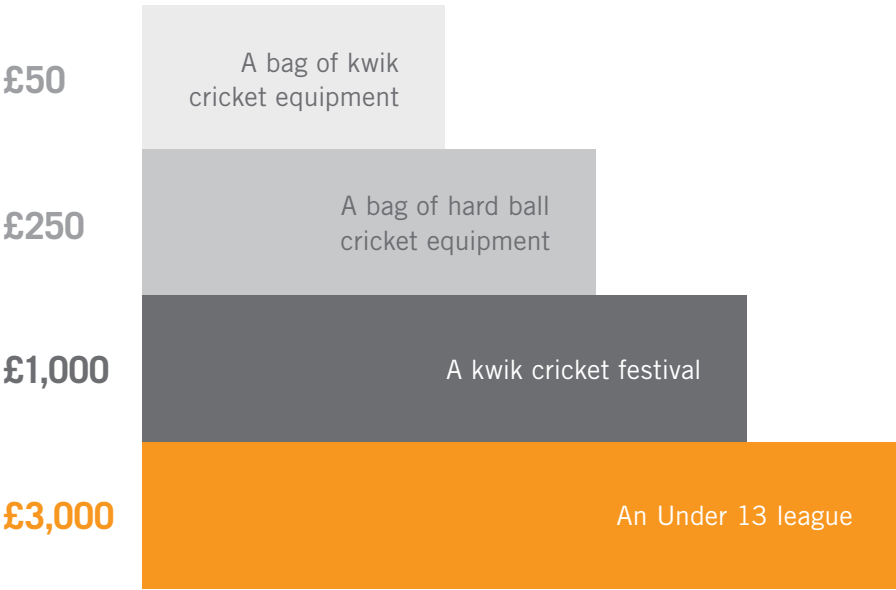 £50
A bag of kwik
cricket equipment
£250
A bag of hard ball
cricket equipment
£1,000
A kwik cricket festival
£3,000
An Under 13 league